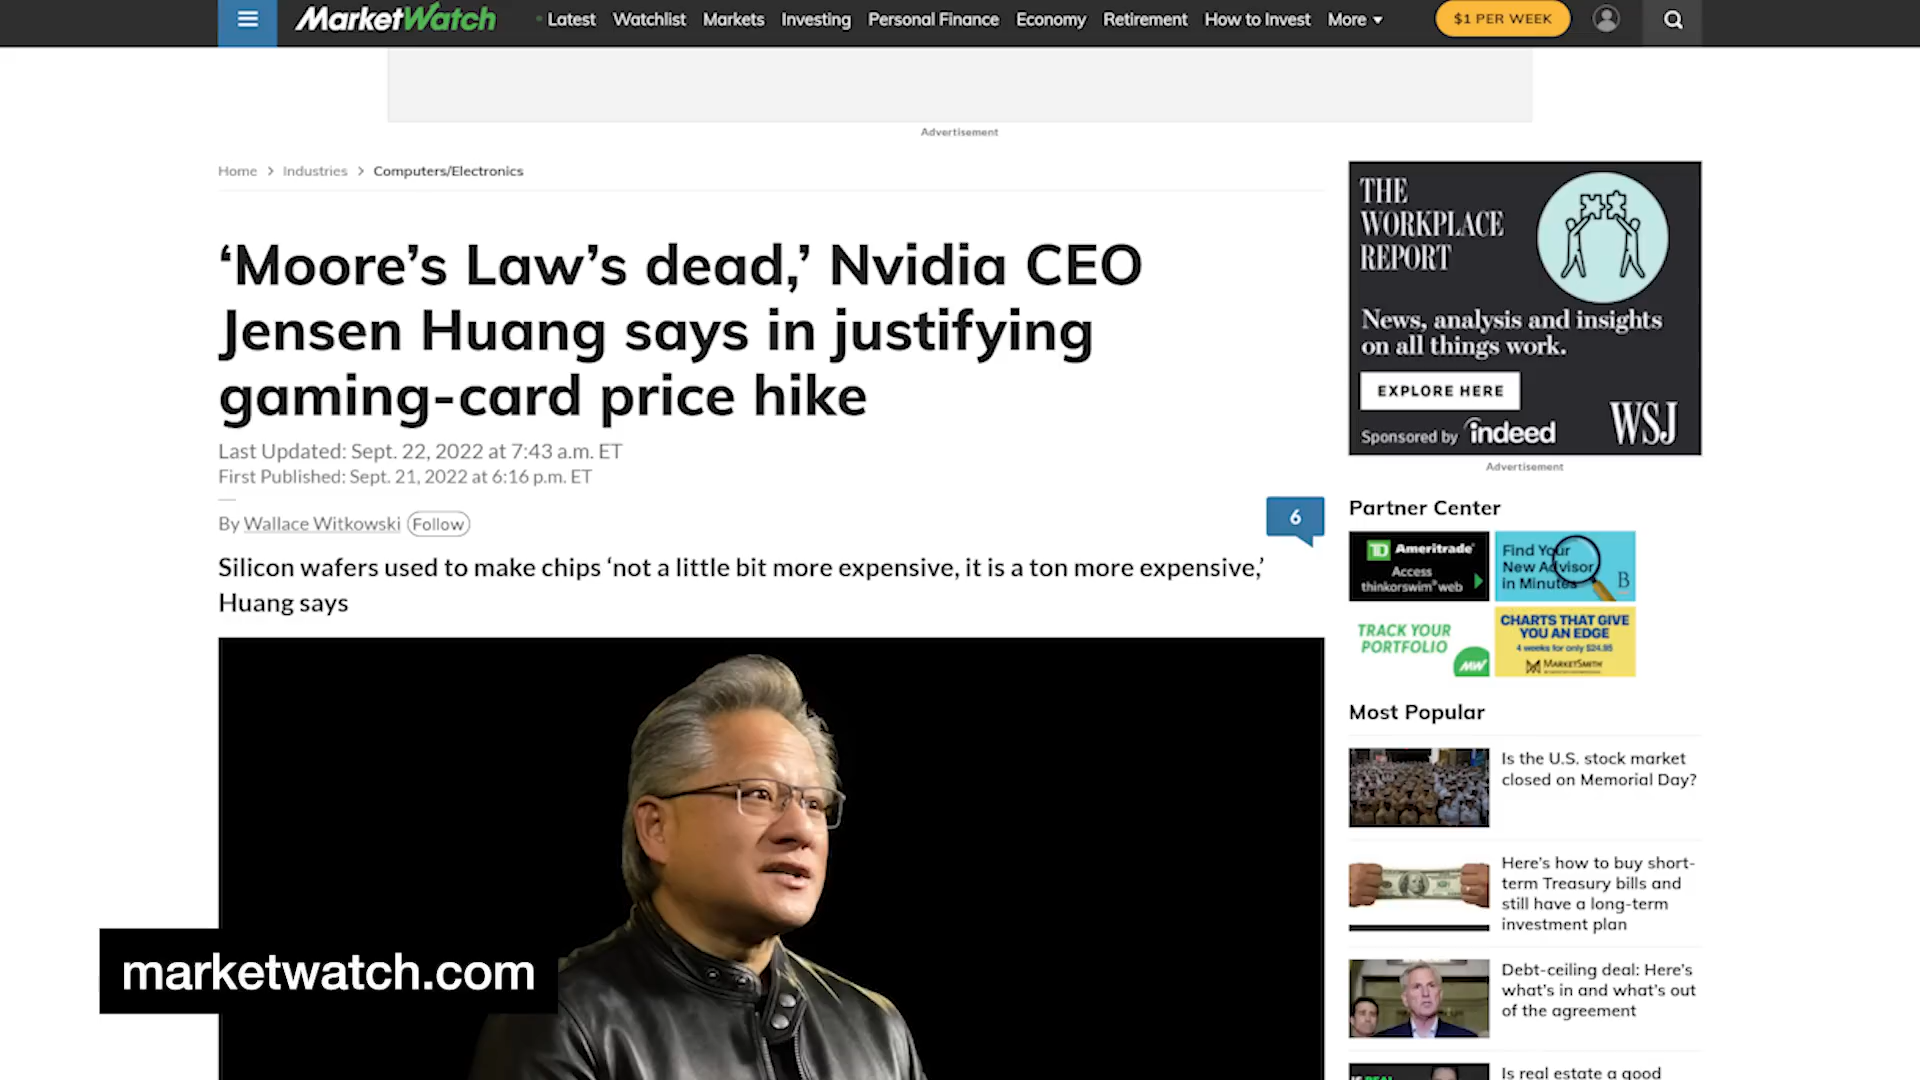 MarketWatch
Latest Watchlist Markets Investing Personal Finance Economy Retirement How to Invest More
$1 PER WEEK
Advertisement
Home > Industries > Computers/Electronics
‘Moore’s Law’s dead,’ Nvidia CEO
Jensen Huang says in justifying
gaming-card price hike
Last Updated: Sept. 22, 2022 at 7:43 a.m. ET
First Published: Sept. 21, 2022 at 6:16 p.m. ET
By Wallace Witkowski Follow
6
Silicon wafers used to make chips ‘not a little bit more expensive, it is a ton more expensive,’
Huang says
marketwatch.com
THE
WORKPLACE
REPORT
News, analysis and insights
on all things work.
EXPLORE HERE
Sponsored by indeed
WSJ
Advertisement
Partner Center
TD Ameritrade
Access
thinkorswim® web
Find Your
New Advisor
in Minutes
B
TRACK YOUR
PORTFOLIO
MW
CHARTS THAT GIVE
YOU AN EDGE
4 weeks for only $24.95
MARKETSMITH
Most Popular
Is the U.S. stock market
closed on Memorial Day?
Here’s how to buy short-
term Treasury bills and
still have a long-term
investment plan
Debt-ceiling deal: Here’s
what’s in and what’s out
of the agreement
Is real estate a good